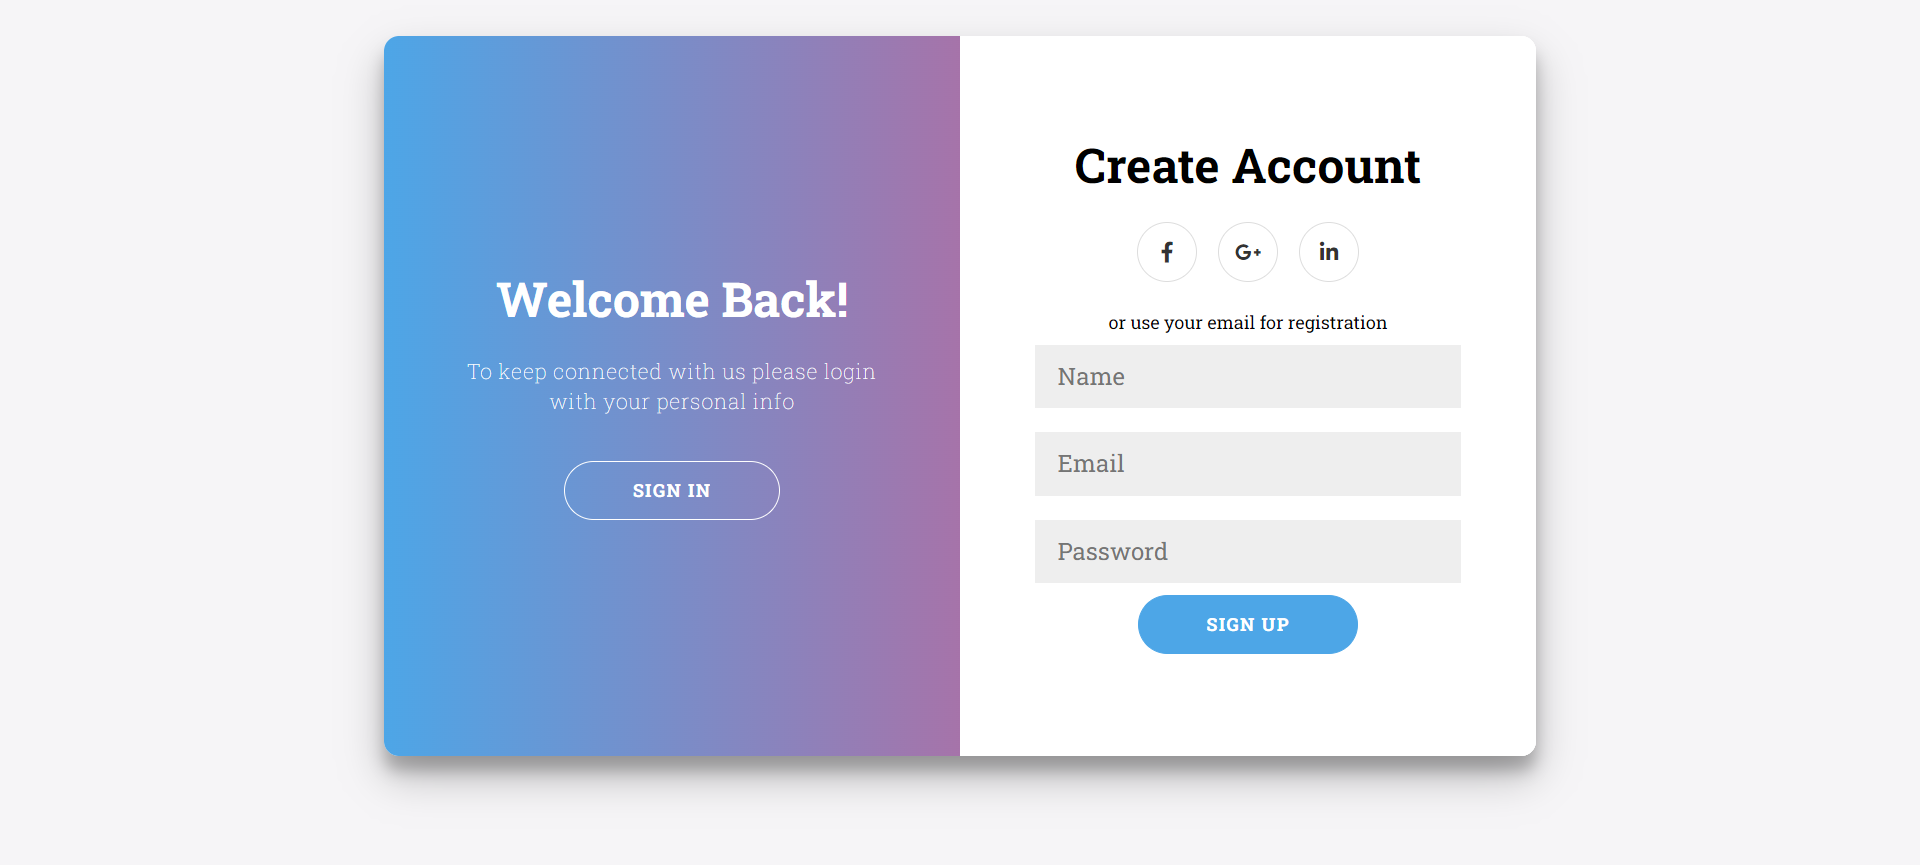 Welcome Back!
To keep connected with us please login
with your personal info
SIGN IN
Create Account
f
G+
in
or use your email for registration
Name
Email
Password
SIGN UP